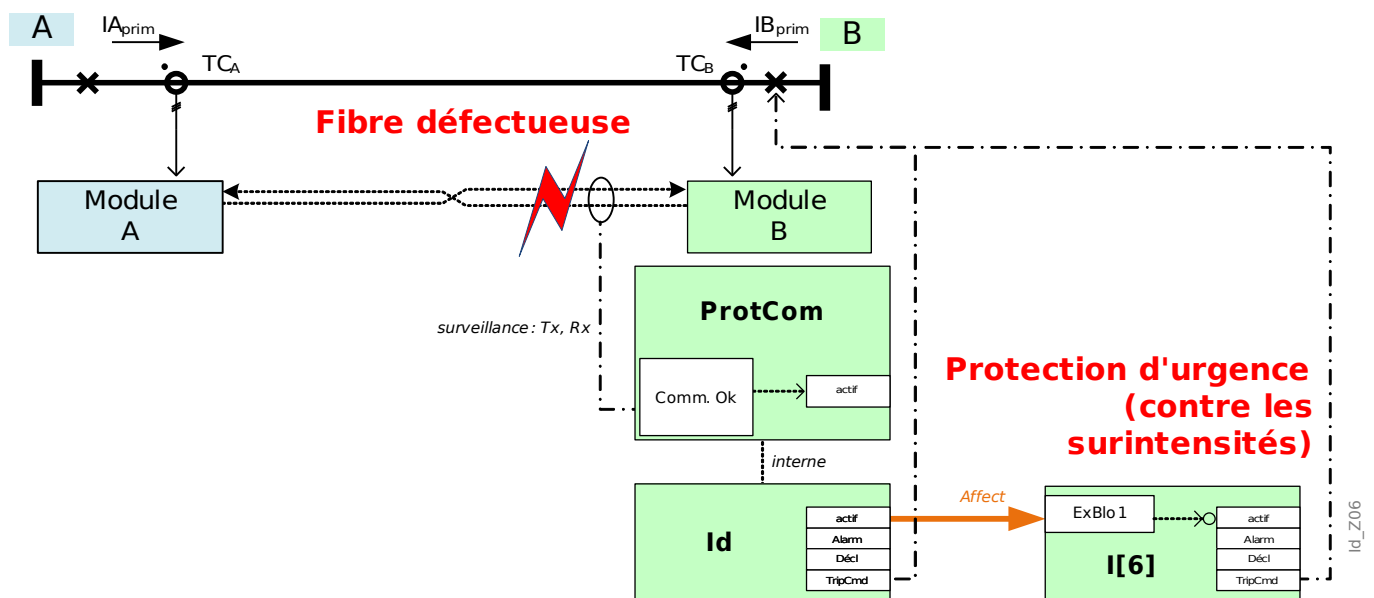 A
IAprim
IBprim
B
TCA
TCB
Fibre défectueuse
Module
A
Module
B
ProtCom
surveillance: Tx, Rx
Comm. Ok
actif
Protection d'urgence
(contre les
surintensités)
interne
Affect
Id
actif
Alarm
Décl
TripCmd
ExBlo1
I[6]
actif
Alarm
Décl
TripCmd
Id_Z06